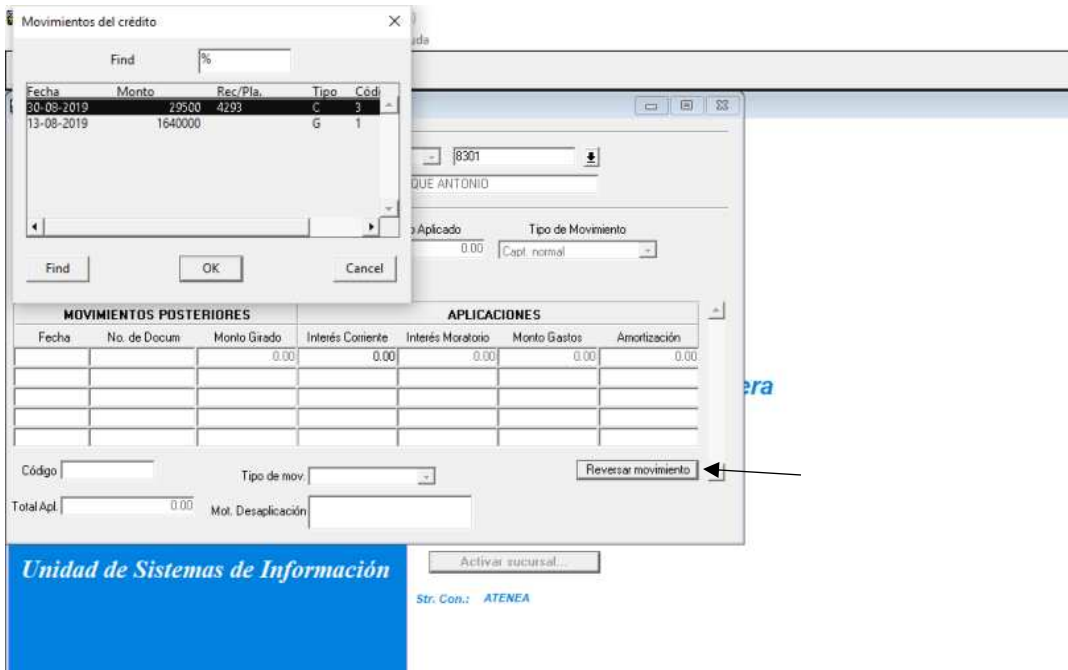 Movimientos del crédito
uda
Find %
Fecha Monto Rec/Pla. Tipo Códi
30-08-2019 29500 4293 C 3
13-08-2019 1640000 G 1
8301
QUE ANTONIO
Aplicado Tipo de Movimiento
0.00 Capt. normal
Find OK Cancel
MOVIMIENTOS POSTERIORES APLICACIONES
Fecha No. de Docum Monto Girado Interés Corriente Interés Moratorio Monto Gastos Amortización
0.00 0.00 0.00 0.00 0.00
era
Código Tipo de mov. Reversar movimiento
Total Apl. 0.00 Mot. Desaplicación
Unidad de Sistemas de Información Activar sucursal...
Str. Con.: ATENEA